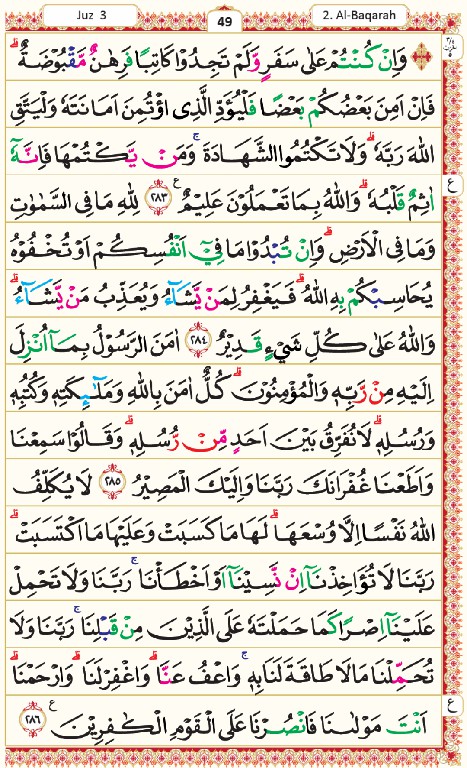 Juz 3
49
2. Al-Baqarah
وَاِنْ كُنْتُمْ عَلٰى سَفَرٍ وَّلَمْ تَجِدُوْا كَاتِبًا فَرِهٰنٌ مَّقْبُوْضَةٌ ؕ
فَاِنْ اَمِنَ بَعْضُكُمْ بَعْضًا فَلْيُؤَدِّ الَّذِى اؤْتُمِنَ اَمَانَتَهٗ وَلْيَتَّقِ
اللّٰهَ رَبَّهٗ ؕ وَلَا تَكْتُمُوا الشَّهَادَةَ ؕ وَمَنْ يَّكْتُمْهَا فَاِنَّهٗۤ
اٰثِمٌ قَلْبُهٗ ؕ وَاللّٰهُ بِمَا تَعْمَلُوْنَ عَلِيْمٌ ۟ ﴿۲۸۳﴾ لِلّٰهِ مَا فِى السَّمٰوٰتِ
وَمَا فِى الْاَرْضِ ؕ وَاِنْ تُبْدُوْا مَا فِىْۤ اَنْفُسِكُمْ اَوْ تُخْفُوْهُ
يُحَاسِبْكُمْ بِهِ اللّٰهُ ؕ فَيَغْفِرُ لِمَنْ يَّشَآءُ وَيُعَذِّبُ مَنْ يَّشَآءُ ؕ
وَاللّٰهُ عَلٰى كُلِّ شَىْءٍ قَدِيْرٌ ﴿۲۸۴﴾ اٰمَنَ الرَّسُوْلُ بِمَاۤ اُنْزِلَ
اِلَيْهِ مِنْ رَّبِّهٖ وَالْمُؤْمِنُوْنَ ؕ كُلٌّ اٰمَنَ بِاللّٰهِ وَمَلٰٓئِكَتِهٖ وَكُتُبِهٖ
وَرُسُلِهٖ ؕ لَا نُفَرِّقُ بَيْنَ اَحَدٍ مِّنْ رُّسُلِهٖ ؕ وَقَالُوْا سَمِعْنَا
وَاَطَعْنَا غُفْرَانَكَ رَبَّنَا وَاِلَيْكَ الْمَصِيْرُ ﴿۲۸۵﴾ لَا يُكَلِّفُ
اللّٰهُ نَفْسًا اِلَّا وُسْعَهَا ؕ لَهَا مَا كَسَبَتْ وَعَلَيْهَا مَا اكْتَسَبَتْ ؕ
رَبَّنَا لَا تُؤَاخِذْنَاۤ اِنْ نَّسِيْنَاۤ اَوْ اَخْطَاْنَا ۚ رَبَّنَا وَلَا تَحْمِلْ
عَلَيْنَاۤ اِصْرًا كَمَا حَمَلْتَهٗ عَلَى الَّذِيْنَ مِنْ قَبْلِنَا ۚ رَبَّنَا وَلَا
تُحَمِّلْنَا مَا لَا طَاقَةَ لَنَا بِهٖ ۚ وَاعْفُ عَنَّا ؕ وَاغْفِرْ لَنَا ؕ وَارْحَمْنَا ؕ
اَنْتَ مَوْلٰىنَا فَانْصُرْنَا عَلَى الْقَوْمِ الْكٰفِرِيْنَ ﴿۲۸۶﴾